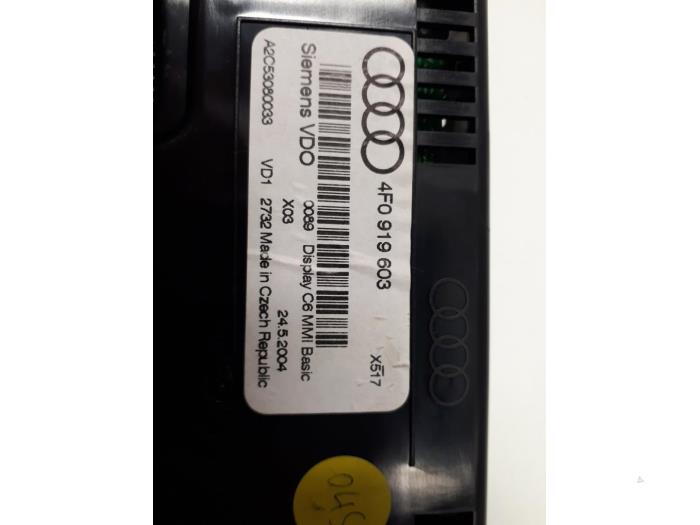 4F0 919 603
X517
Siemens VDO
0089 Display C6 MMI Basic
X03
24.5.2004
A2C53080033
VD1
2732 Made in Czech Republic